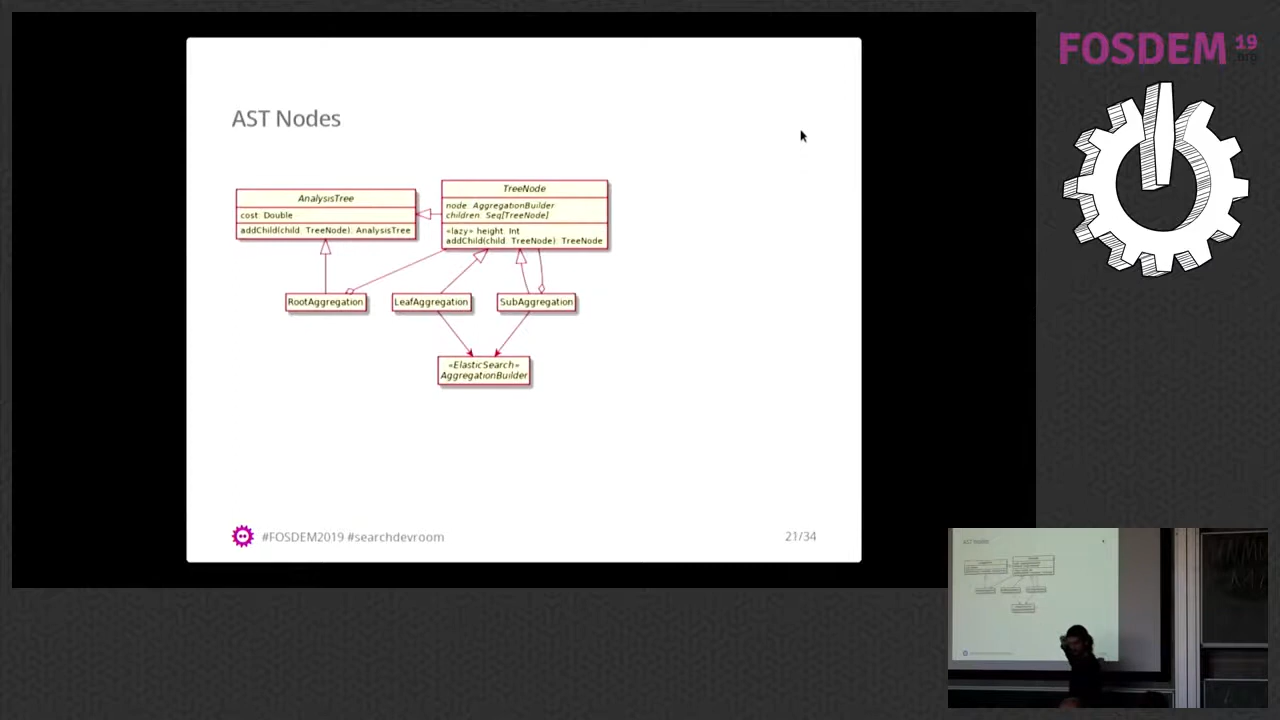 FOSDEM 19
.org
AST Nodes
AnalysisTree
cost: Double
addChild(child: TreeNode): AnalysisTree
TreeNode
node: AggregationBuilder
children: Seq[TreeNode]
«lazy» height: Int
addChild(child: TreeNode): TreeNode
RootAggregation
LeafAggregation
SubAggregation
«ElasticSearch»
AggregationBuilder
#FOSDEM2019 #searchdevroom
21/34